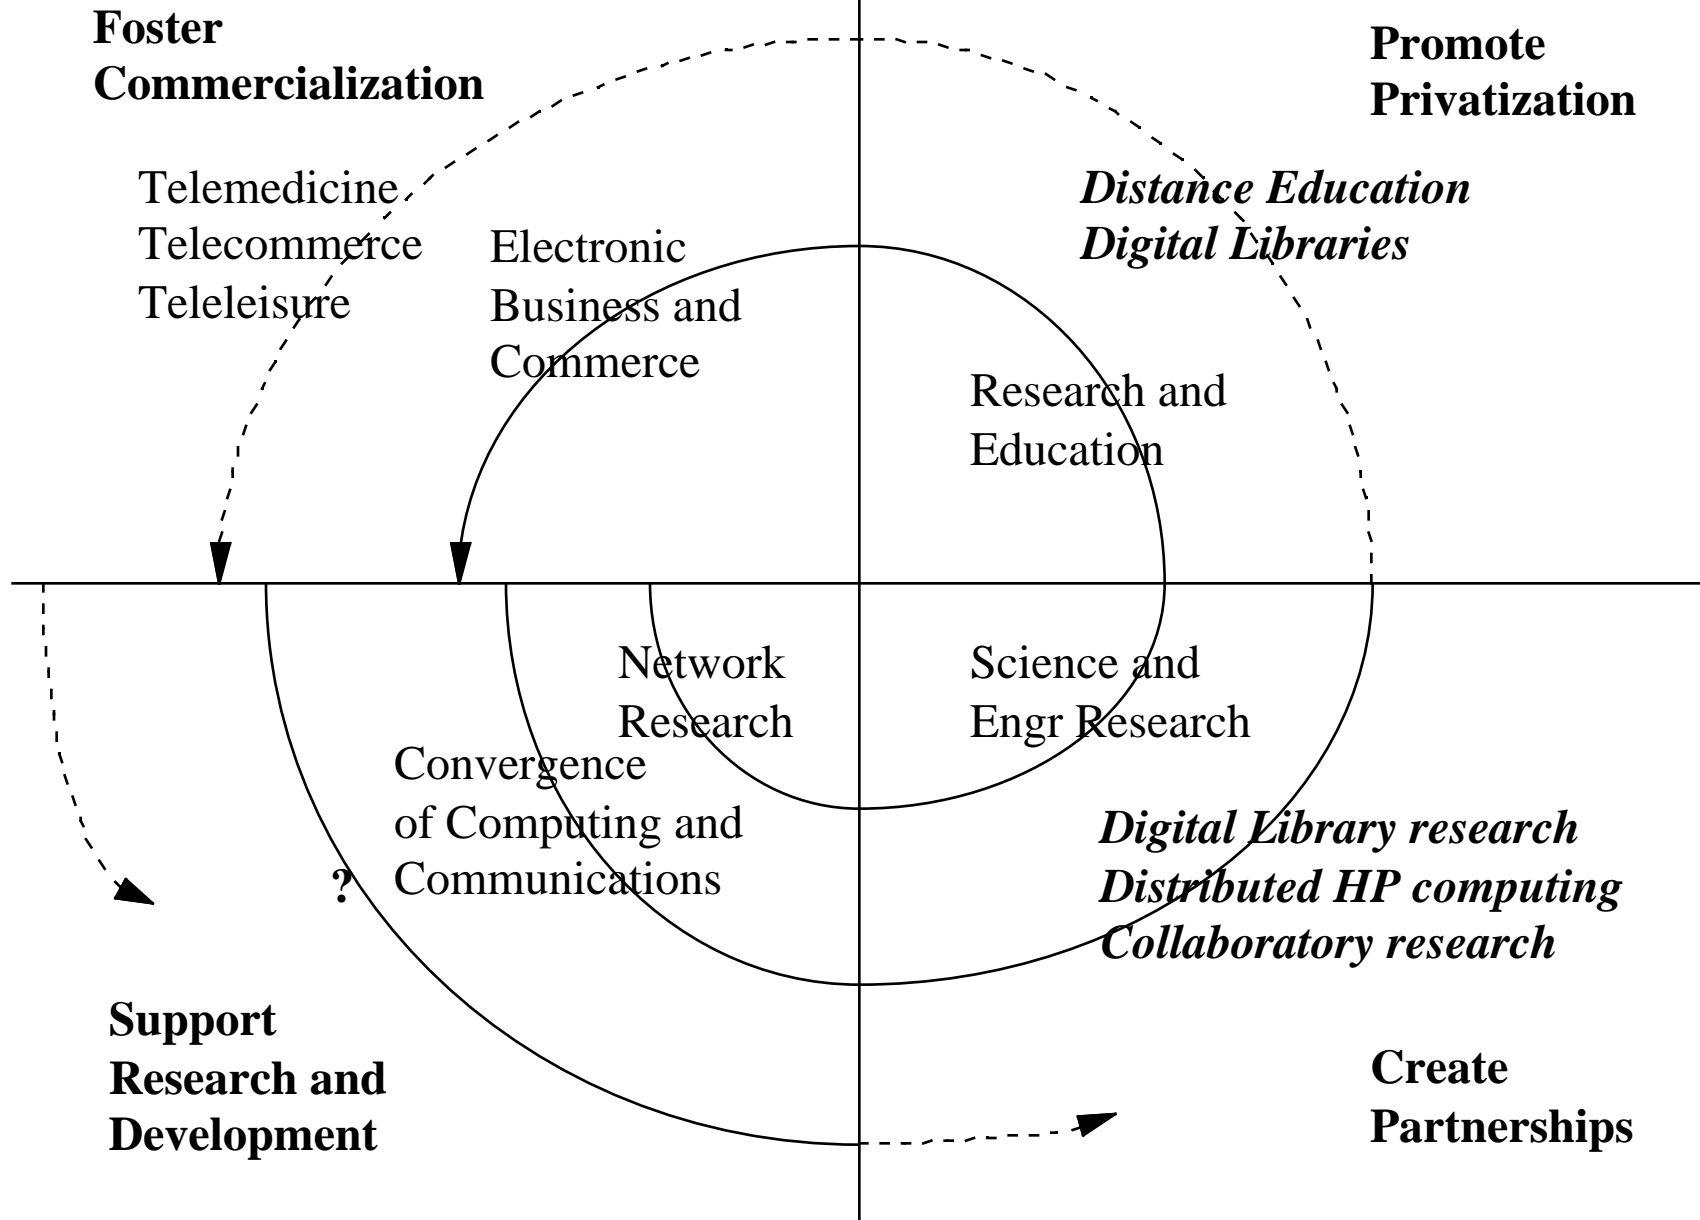 Foster
Commercialization
Promote
Privatization
Telemedicine
Telecommerce
Teleleisure
Electronic
Business and
Commerce
Distance Education
Digital Libraries
Research and
Education
Network
Research
Science and
Engr Research
Convergence
of Computing and
Communications
?
Digital Library research
Distributed HP computing
Collaboratory research
Support
Research and
Development
Create
Partnerships